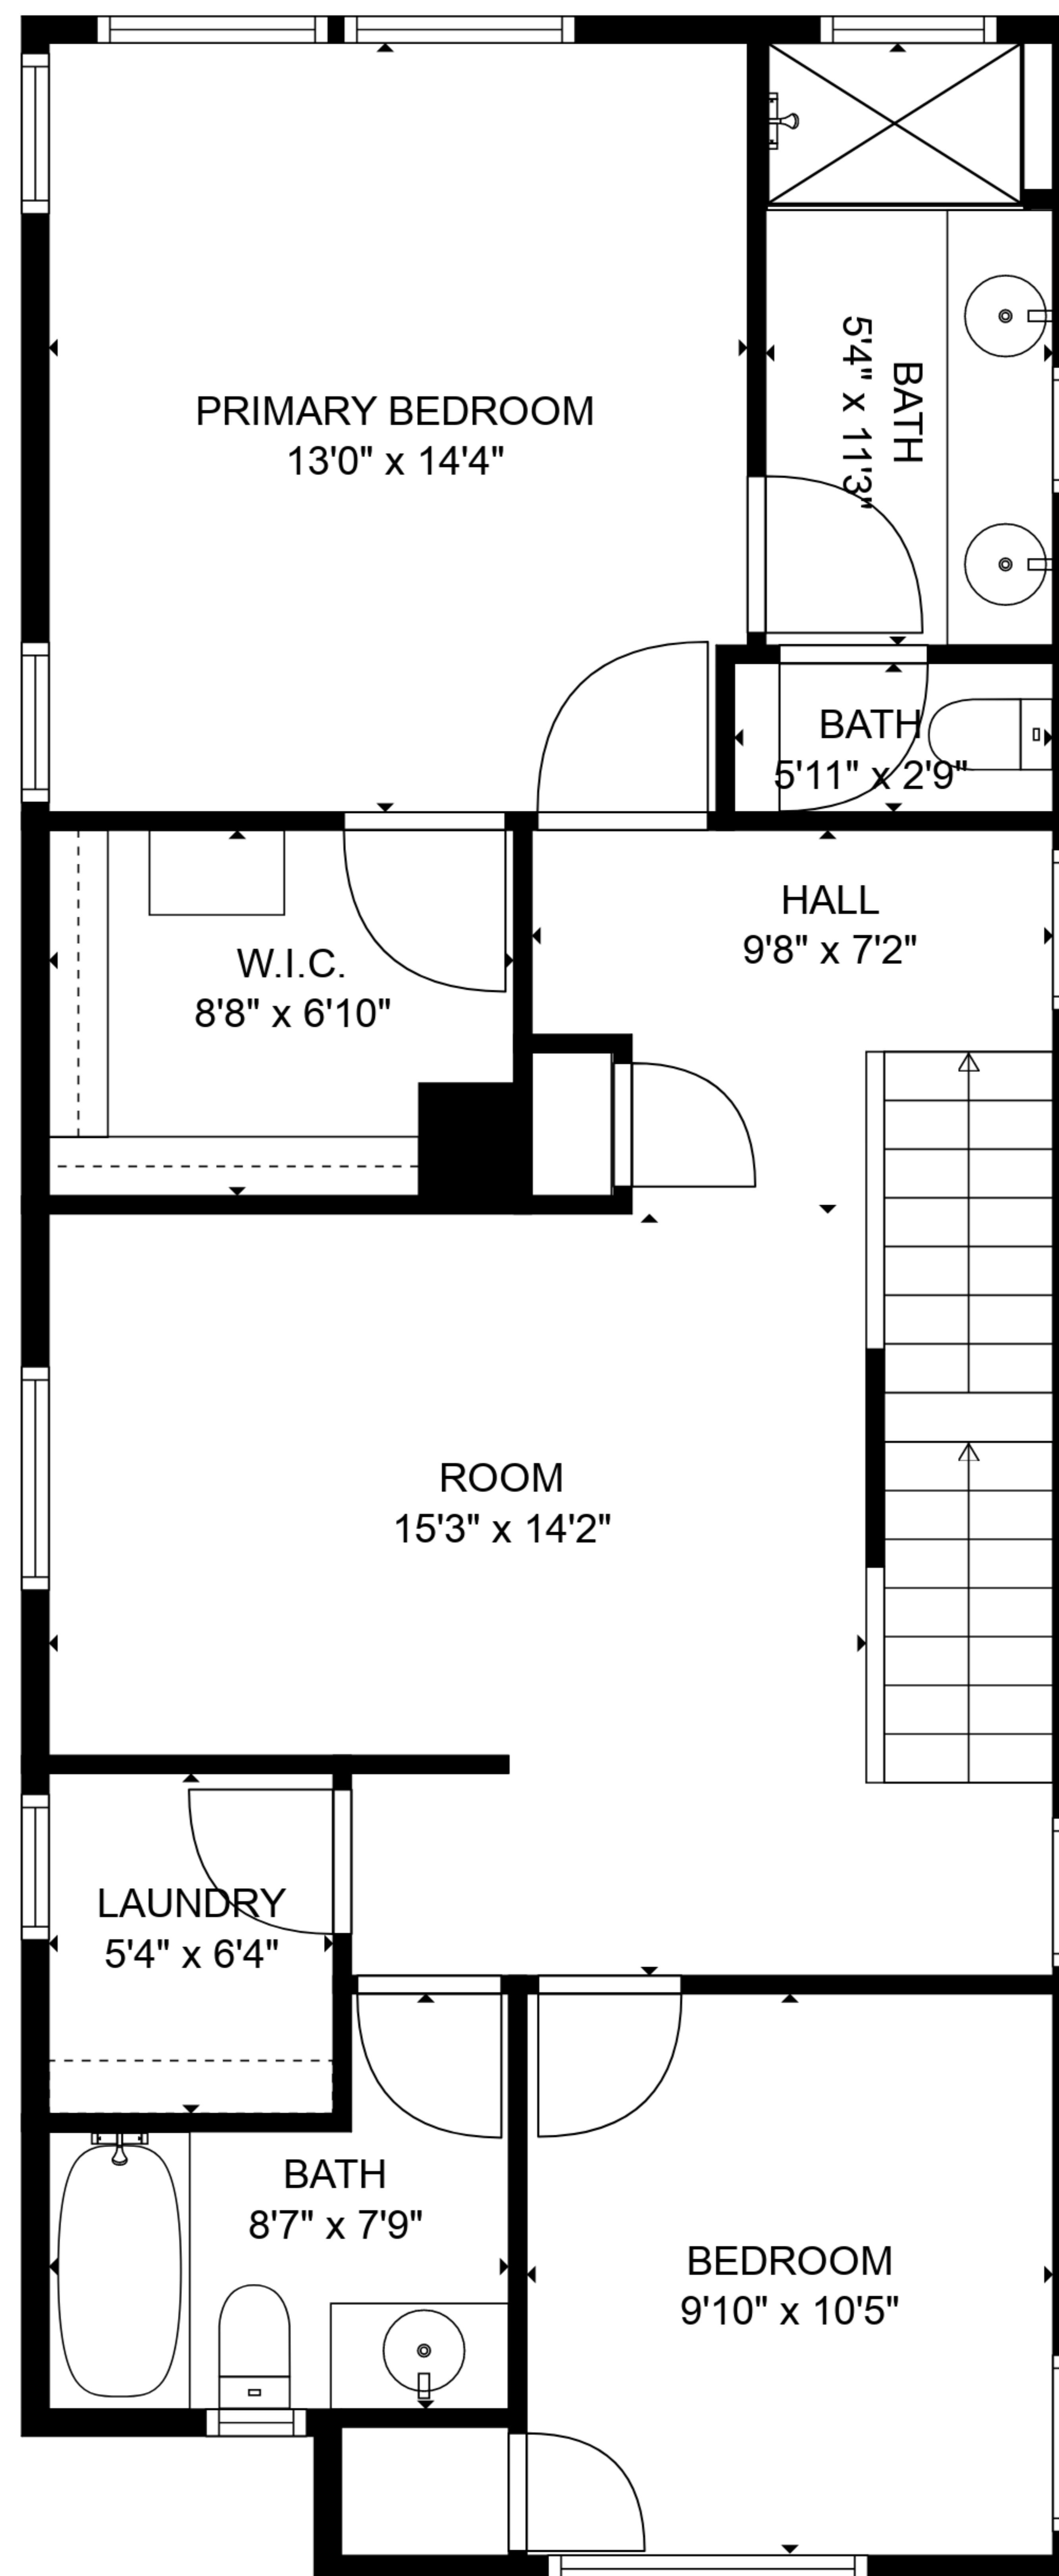 PRIMARY BEDROOM
13'0" x 14'4"
BATH
5'4" x 11'3"
BATH
5'11" x 2'9"
HALL
9'8" x 7'2"
W.I.C.
8'8" x 6'10"
ROOM
15'3" x 14'2"
LAUNDRY
5'4" x 6'4"
BATH
8'7" x 7'9"
BEDROOM
9'10" x 10'5"